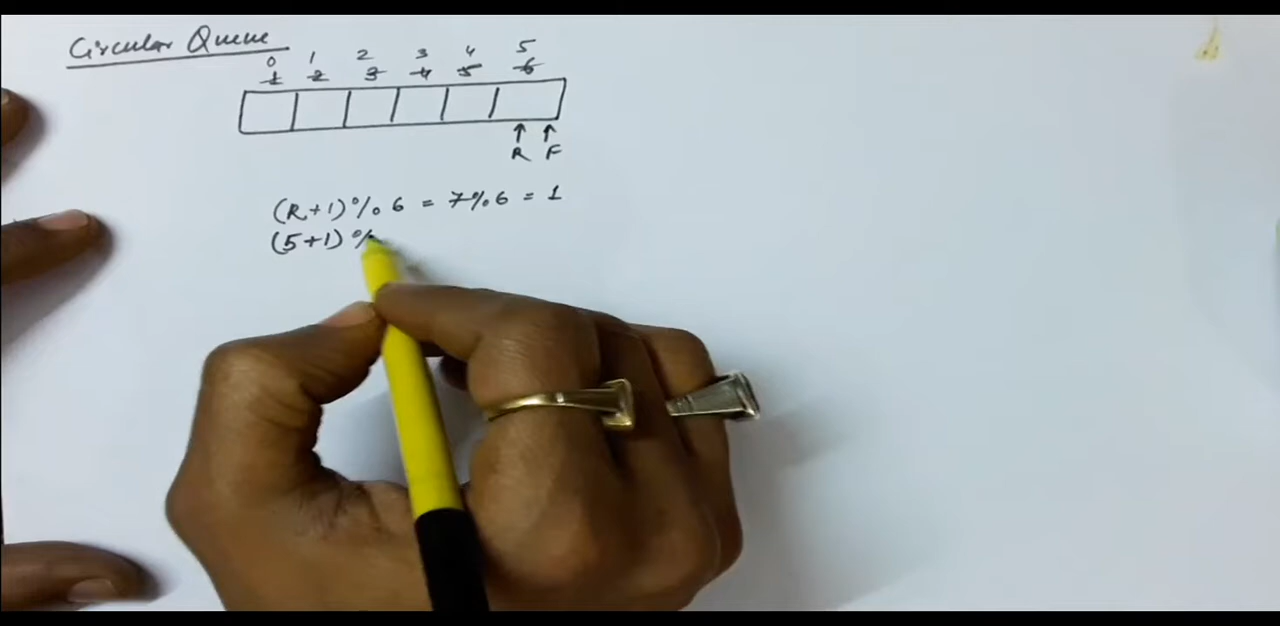 Circular Queue
0 1 2 3 4 5
1 2 3 4 5 6
R F
(R+1)%6 = 7%6 = 1
(5+1)%